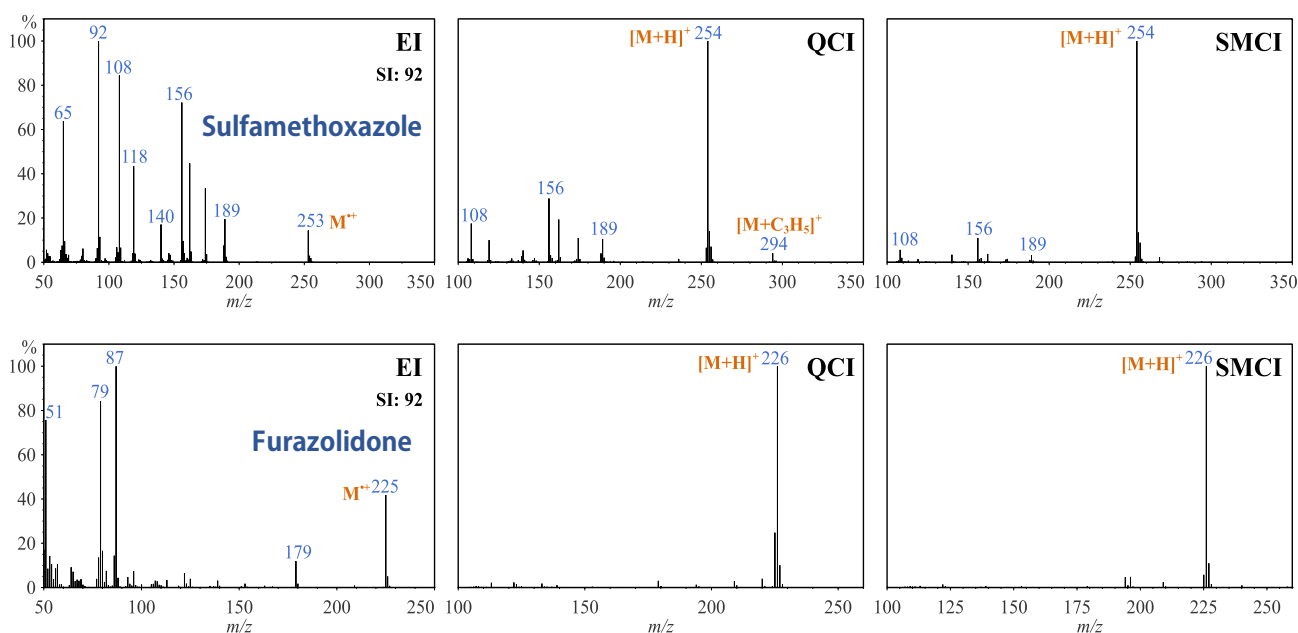 %
100
80
60
40
20
0
92
108
65
118
156
140
189
253 M•+
EI
SI: 92
Sulfamethoxazole
50 100 150 200 250 300 350
m/z
[M+H]+ 254
QCI
108
156
189
[M+C3H5]+
294
100 150 200 250 300 350
m/z
[M+H]+ 254
SMCI
108
156
189
100 150 200 250 300 350
m/z
%
100
80
60
40
20
0
51
79
87
EI
SI: 92
Furazolidone
M•+ 225
179
50 100 150 200 250
m/z
[M+H]+ 226
QCI
100 150 200 250
m/z
[M+H]+ 226
SMCI
100 125 150 175 200 225 250
m/z